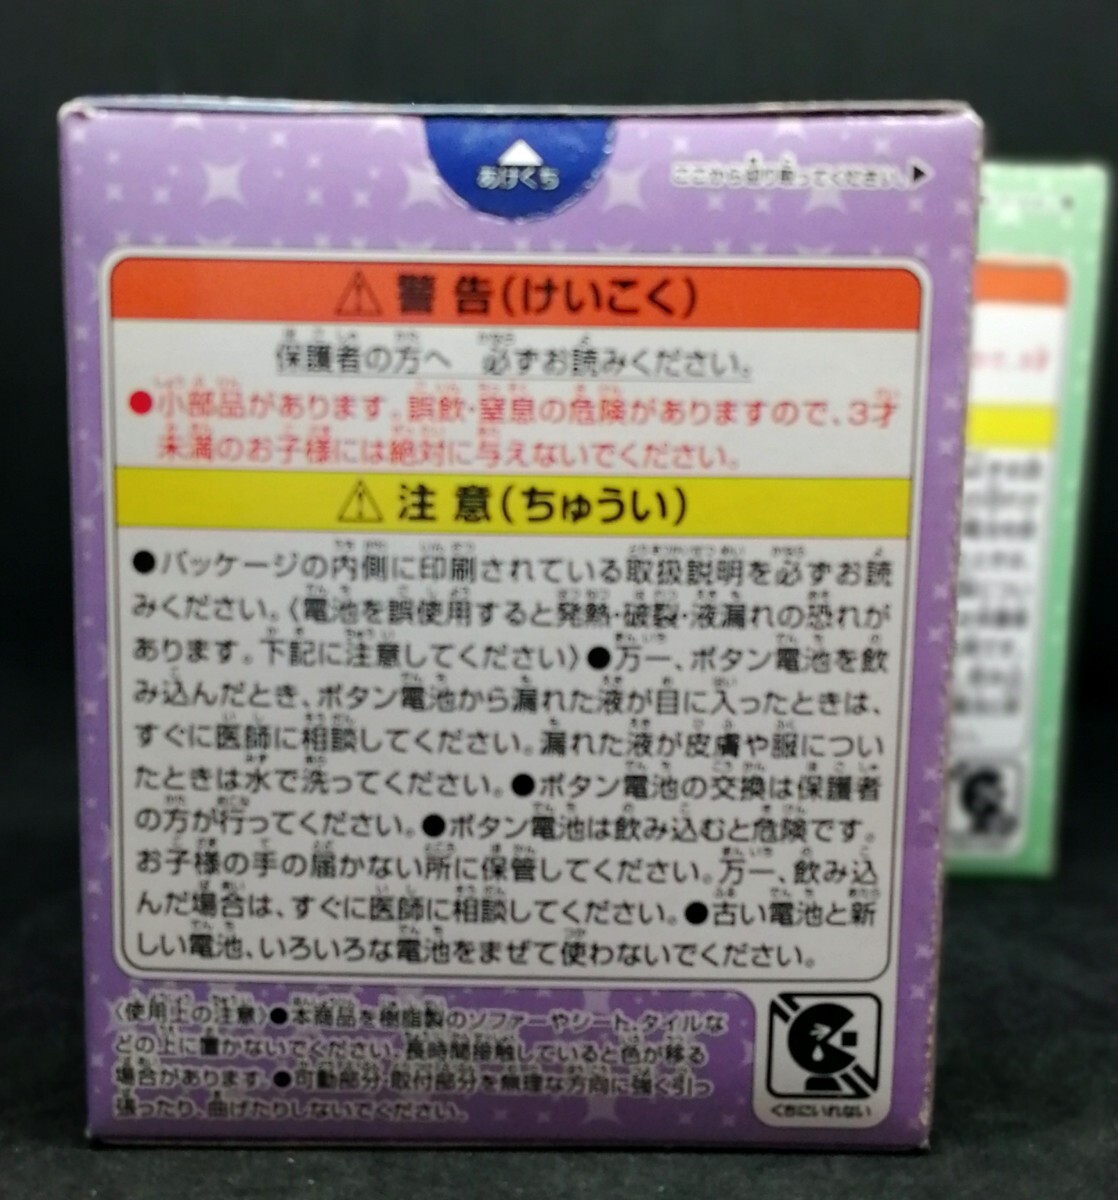 あけくち
ここから切り取ってください。
警告(けいこく)
保護者の方へ 必ずお読みください。
●小部品があります。誤飲・窒息の危険がありますので、3才
未満のお子様には絶対に与えないでください。
注意(ちゅうい)
●パッケージの内側に印刷されている取扱説明を必ずお読
みください。〈電池を誤使用すると発熱・破裂・液漏れの恐れが
あります。下記に注意してください〉●万一、ボタン電池を飲
み込んだとき、ボタン電池から漏れた液が目に入ったときは、
すぐに医師に相談してください。漏れた液が皮膚や服につい
たときは水で洗ってください。●ボタン電池の交換は保護者
の方が行ってください。●ボタン電池は飲み込むと危険です。
お子様の手の届かない所に保管してください。万一、飲み込
んだ場合は、すぐに医師に相談してください。●古い電池と新
しい電池、いろいろな電池をまぜて使わないでください。
〈使用上の注意〉●本商品を樹脂製のソファーやシート、タイルな
どの上に置かないでください。長時間接触していると色が移る
場合があります。●可動部分・取付部分を無理な方向に強く引っ
張ったり、曲げたりしないでください。
くちにいれない